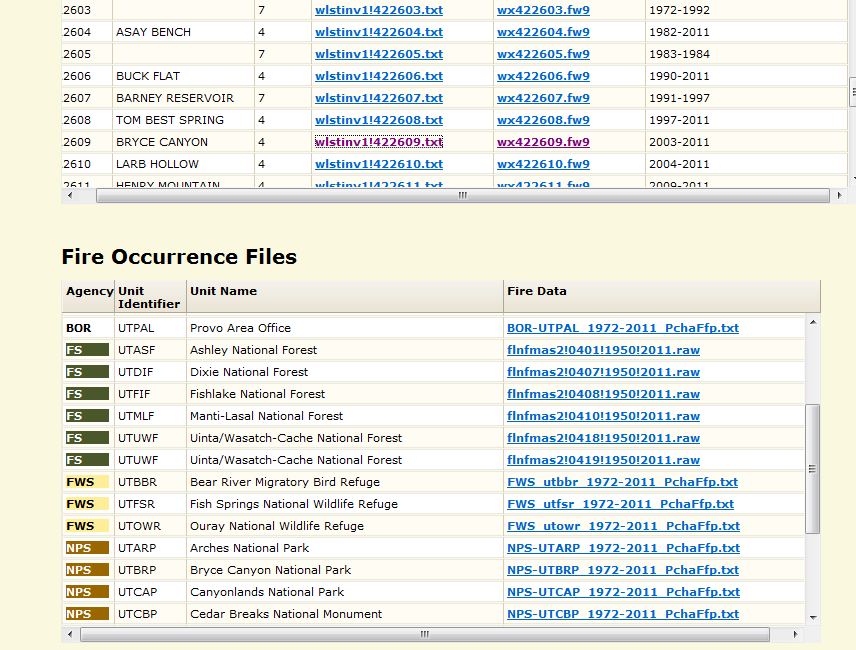 2603 7 wlstinv1!422603.txt wx422603.fw9 1972-1992
2604 ASAY BENCH 4 wlstinv1!422604.txt wx422604.fw9 1982-2011
2605 7 wlstinv1!422605.txt wx422605.fw9 1983-1984
2606 BUCK FLAT 4 wlstinv1!422606.txt wx422606.fw9 1990-2011
2607 BARNEY RESERVOIR 7 wlstinv1!422607.txt wx422607.fw9 1991-1997
2608 TOM BEST SPRING 4 wlstinv1!422608.txt wx422608.fw9 1997-2011
2609 BRYCE CANYON 4 wlstinv1!422609.txt wx422609.fw9 2003-2011
2610 LARB HOLLOW 4 wlstinv1!422610.txt wx422610.fw9 2004-2011
2611 HENRY MOUNTAIN 4 wlstinv1!422611.txt wx422611.fw9 2009-2011
Fire Occurrence Files
Agency Unit Identifier Unit Name Fire Data
BOR UTPAL Provo Area Office BOR-UTPAL_1972-2011_PchaFfp.txt
FS UTASF Ashley National Forest flnfmas2!0401!1950!2011.raw
FS UTDIF Dixie National Forest flnfmas2!0407!1950!2011.raw
FS UTFIF Fishlake National Forest flnfmas2!0408!1950!2011.raw
FS UTMLF Manti-Lasal National Forest flnfmas2!0410!1950!2011.raw
FS UTUWF Uinta/Wasatch-Cache National Forest flnfmas2!0418!1950!2011.raw
FS UTUWF Uinta/Wasatch-Cache National Forest flnfmas2!0419!1950!2011.raw
FWS UTBBR Bear River Migratory Bird Refuge FWS_utbbr_1972-2011_PchaFfp.txt
FWS UTFSR Fish Springs National Wildlife Refuge FWS_utfsr_1972-2011_PchaFfp.txt
FWS UTOWR Ouray National Wildlife Refuge FWS_utowr_1972-2011_PchaFfp.txt
NPS UTARP Arches National Park NPS-UTARP_1972-2011_PchaFfp.txt
NPS UTBRP Bryce Canyon National Park NPS-UTBRP_1972-2011_PchaFfp.txt
NPS UTCAP Canyonlands National Park NPS-UTCAP_1972-2011_PchaFfp.txt
NPS UTCBP Cedar Breaks National Monument NPS-UTCBP_1972-2011_PchaFfp.txt